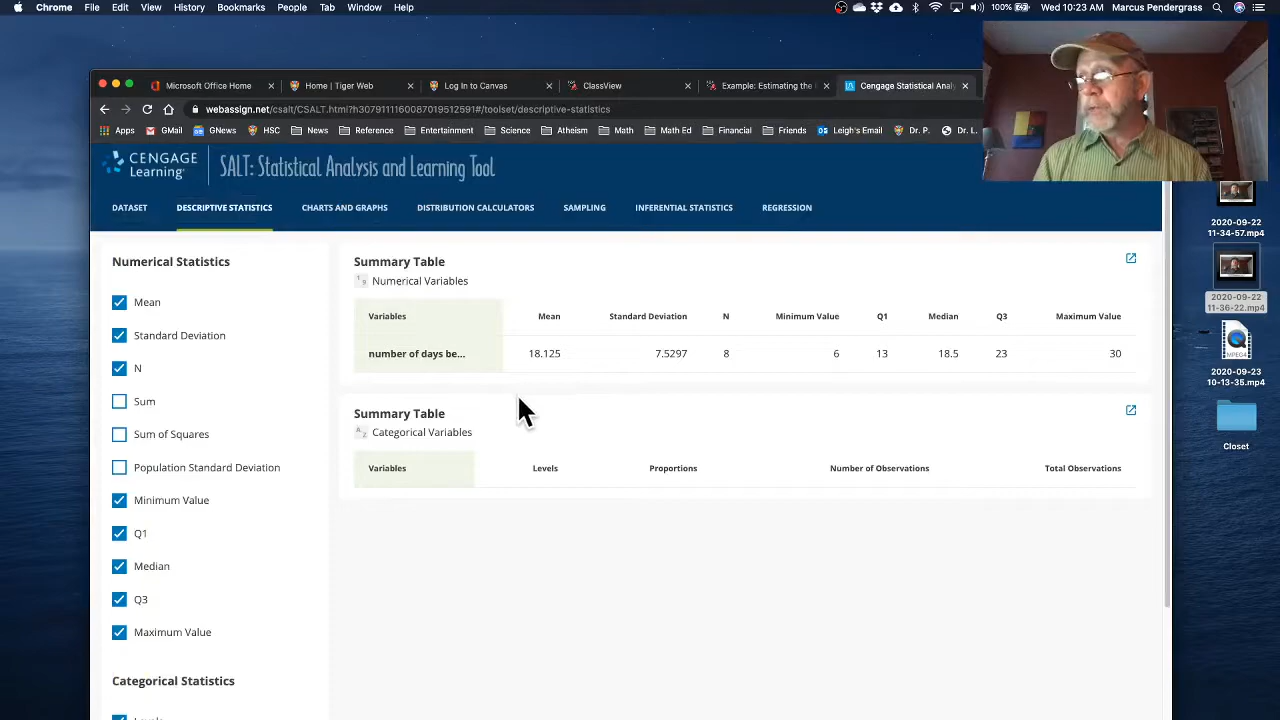 Chrome File Edit View History Bookmarks People Tab Window Help 100% Wed 10:23 AM Marcus Pendergrass
Microsoft Office Home × Home | Tiger Web × Log In to Canvas × ClassView × Example: Estimating the × Cengage Statistical Anal ×
webassign.net/csalt/CSALT.html?h307911160087019512591#/toolset/descriptive-statistics
Apps GMail GNews HSC News Reference Entertainment Science Atheism Math Math Ed Financial Friends Leigh's Email Dr. P. Dr. L.
CENGAGE
Learning
SALT: Statistical Analysis and Learning Tool
DATASET DESCRIPTIVE STATISTICS CHARTS AND GRAPHS DISTRIBUTION CALCULATORS SAMPLING INFERENTIAL STATISTICS REGRESSION
Numerical Statistics
Mean
Standard Deviation
N
Sum
Sum of Squares
Population Standard Deviation
Minimum Value
Q1
Median
Q3
Maximum Value
Categorical Statistics
Summary Table
Numerical Variables
Variables Mean Standard Deviation N Minimum Value Q1 Median Q3 Maximum Value
number of days be... 18.125 7.5297 8 6 13 18.5 23 30
Summary Table
Categorical Variables
Variables Levels Proportions Number of Observations Total Observations
2020-09-22
11-34-57.mp4
2020-09-22
11-36-22.mp4
MPEG4
2020-09-23
10-13-35.mp4
Closet